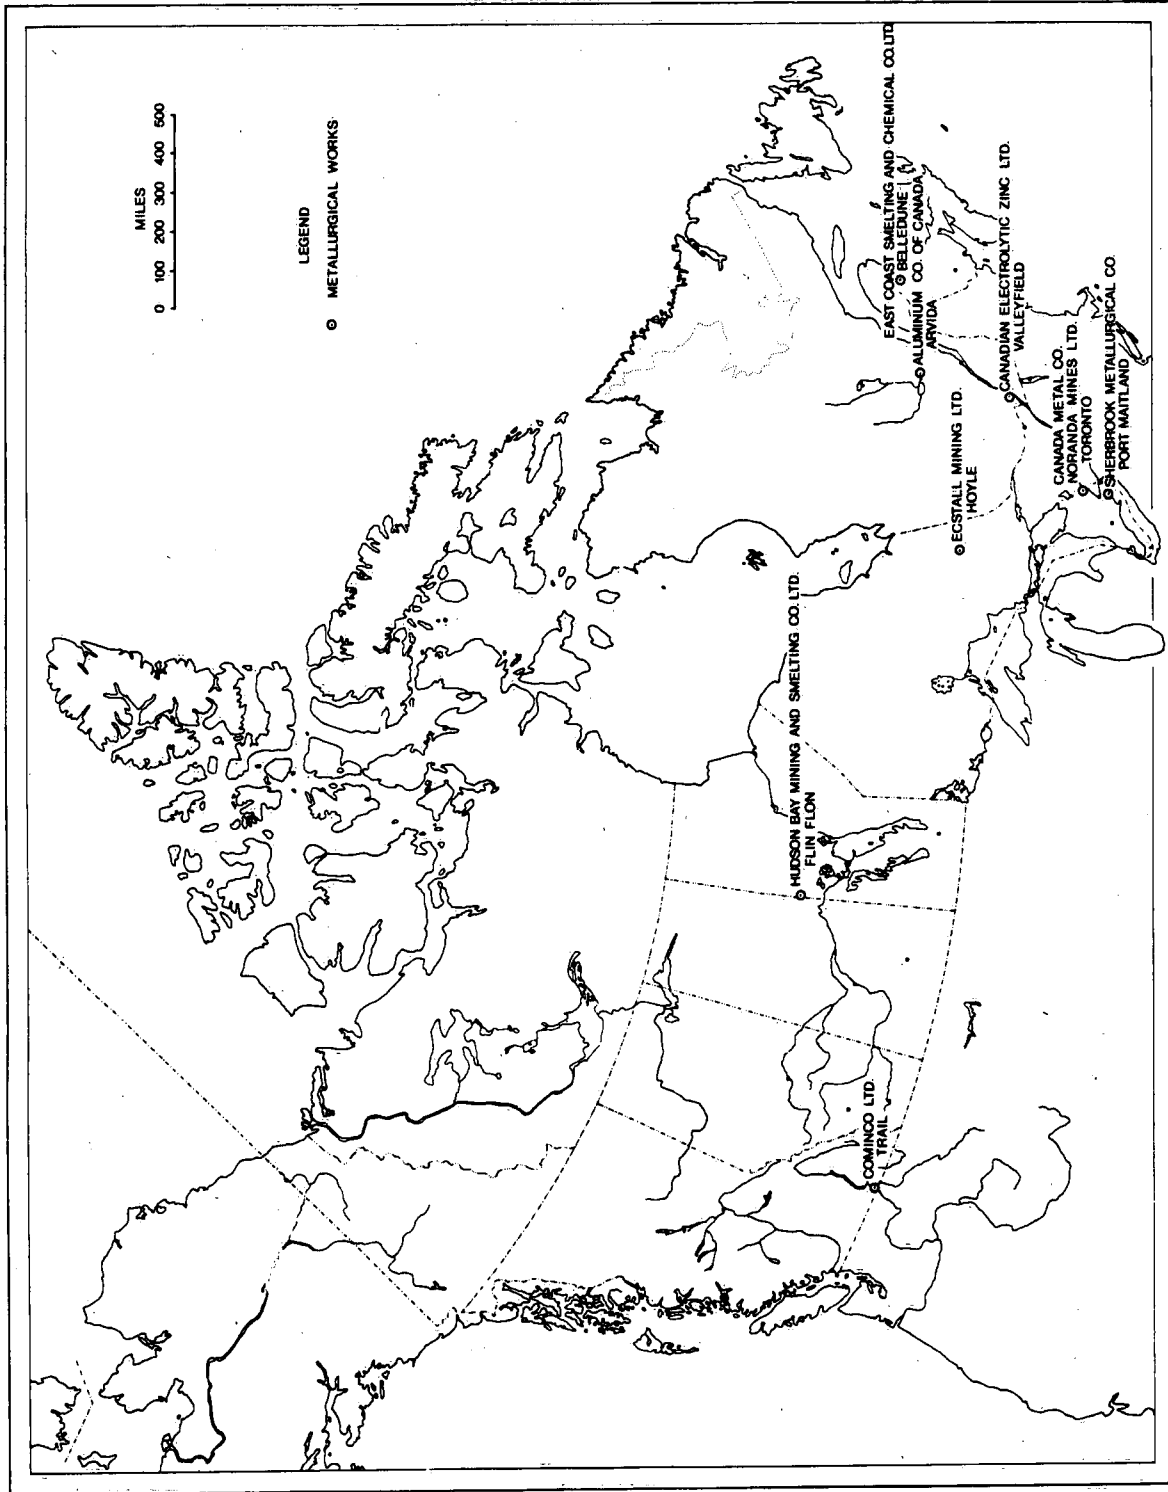 MILES
0 100 200 300 400 500
LEGEND
METALLURGICAL WORKS
EAST COAST SMELTING AND CHEMICAL CO.LTD
BELLEDUNE
ALUMINUM CO. OF CANADA
ARVIDA
CANADIAN ELECTROLYTIC ZINC LTD.
VALLEYFIELD
ECSTALL MINING LTD.
HOYLE
CANADA METAL CO.
NORANDA MINES LTD.
TORONTO
SHERBROOK METALLURGICAL CO.
PORT MAITLAND
HUDSON BAY MINING AND SMELTING CO.LTD.
FLIN FLON
COMINCO LTD.
TRAIL